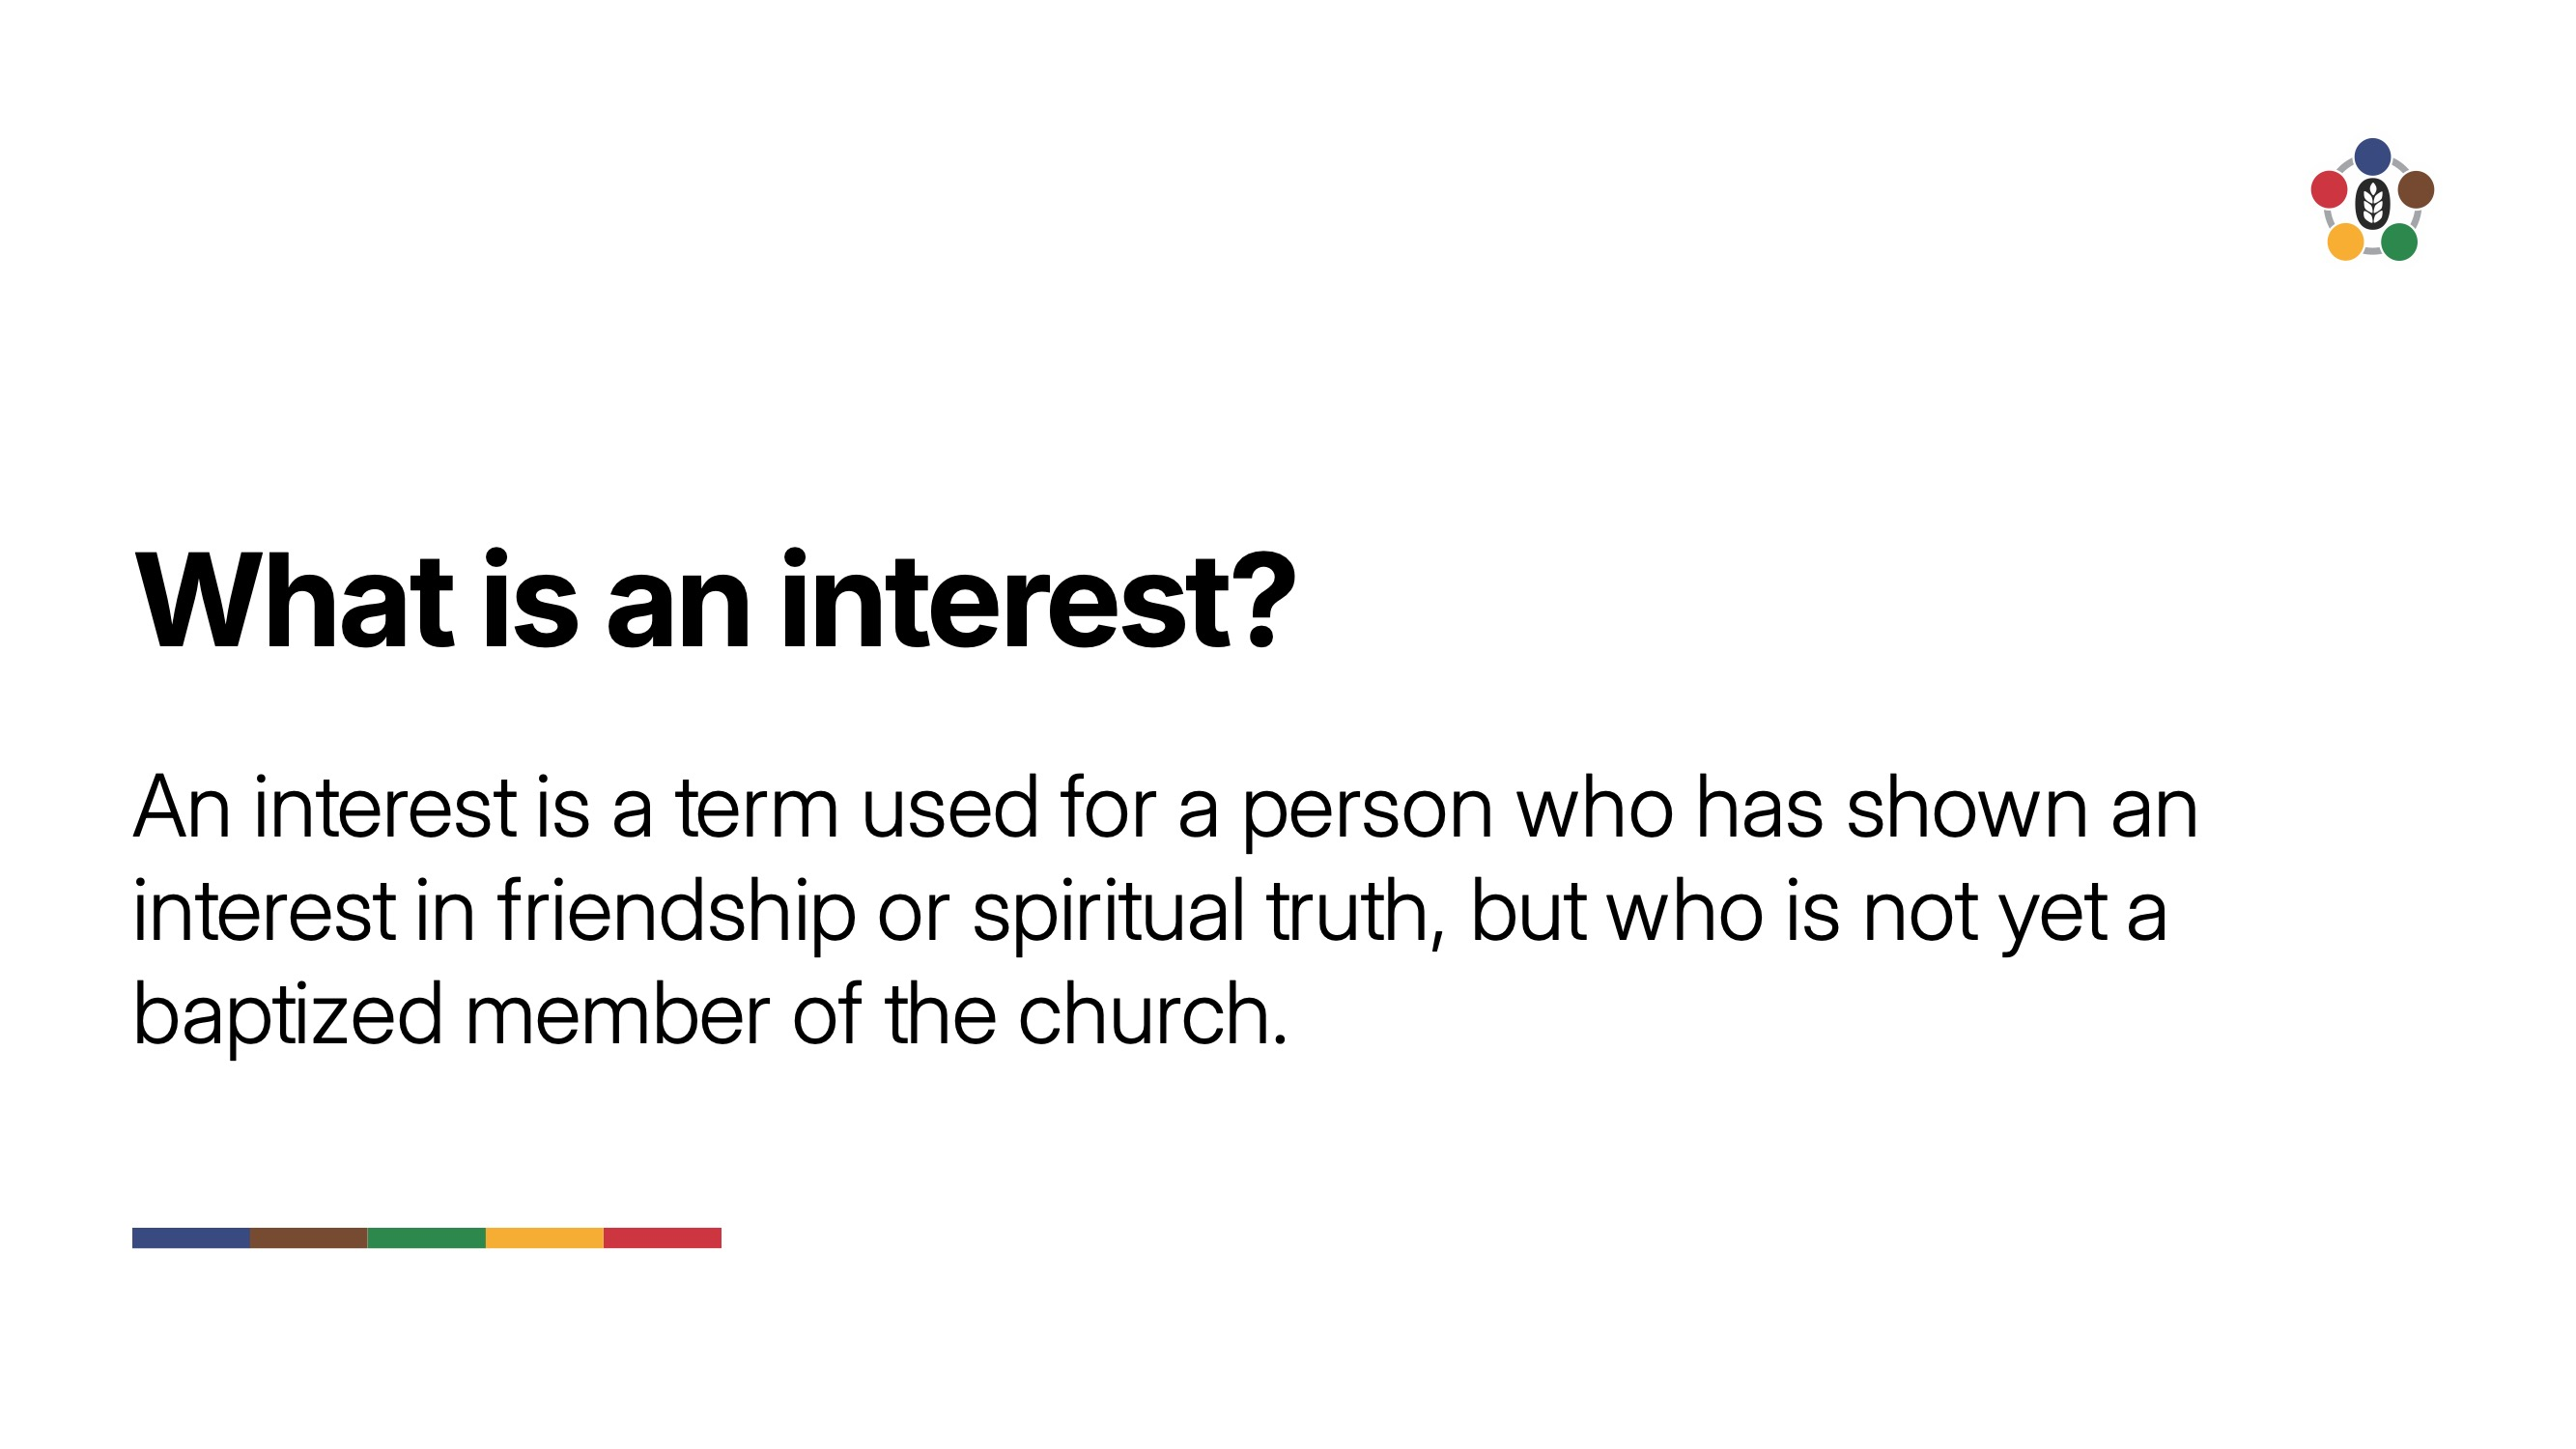 What is an interest?
An interest is a term used for a person who has shown an
interest in friendship or spiritual truth, but who is not yet a
baptized member of the church.